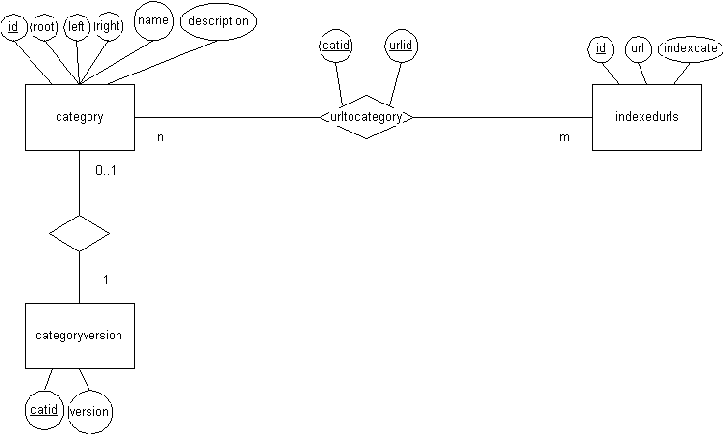 id
root
left
right
name
description
catid
urlid
id
url
indexdate
category
urltocategory
indexedurls
n
m
0..1
1
categoryversion
catid
version